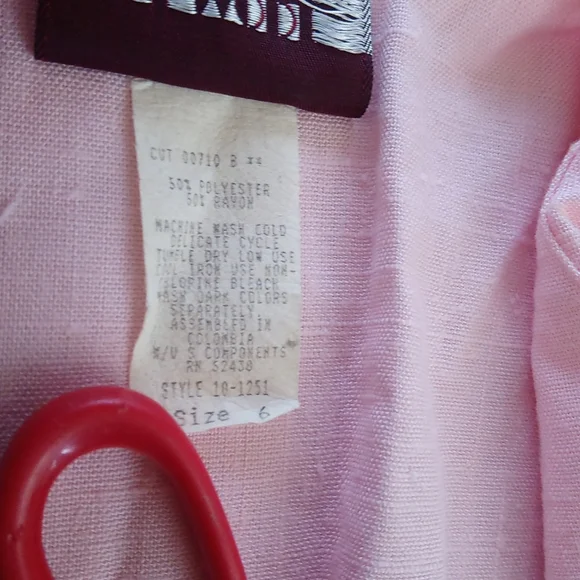 CUT 00710 B **
50% POLYESTER
50% RAYON
MACHINE WASH COLD
DELICATE CYCLE
TUMBLE DRY LOW USE
IRON USE NON-
CHLORINE BLEACH
WASH DARK COLORS
SEPARATELY
ASSEMBLED IN
COLOMBIA
W/U S COMPONENTS
RN 52430
STYLE 10-1251
Size 6